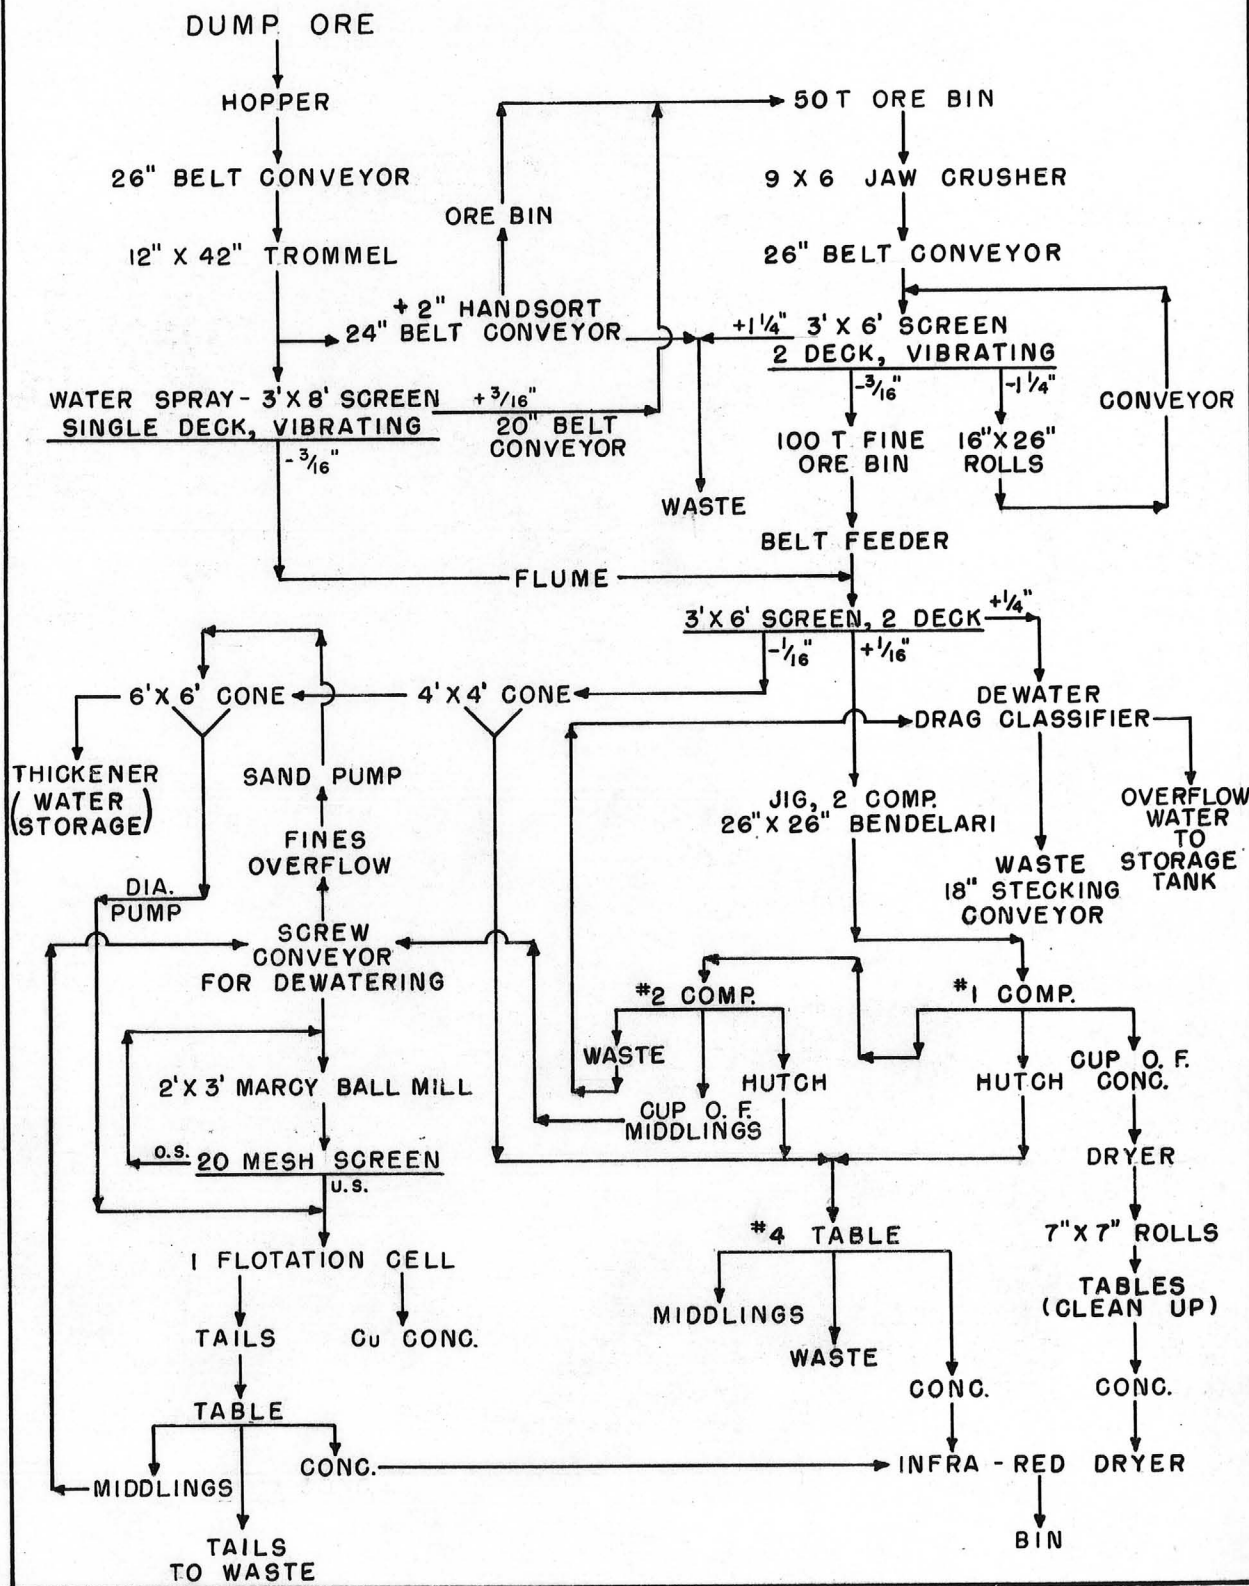 DUMP ORE
HOPPER
26" BELT CONVEYOR
12" X 42" TROMMEL
ORE BIN
+ 2" HANDSORT
24" BELT CONVEYOR
WATER SPRAY - 3' X 8' SCREEN
SINGLE DECK, VIBRATING
- 3/16"
+ 3/16"
20" BELT
CONVEYOR
50 T ORE BIN
9 X 6 JAW CRUSHER
26" BELT CONVEYOR
+1 1/4"
3' X 6' SCREEN
2 DECK, VIBRATING
-3/16"
-1 1/4"
CONVEYOR
100 T FINE
ORE BIN
16" X 26"
ROLLS
WASTE
BELT FEEDER
FLUME
3' X 6' SCREEN, 2 DECK
+1/4"
-1/16"
+1/16"
6' X 6' CONE
4' X 4' CONE
DEWATER
DRAG CLASSIFIER
THICKENER
(WATER
STORAGE)
SAND PUMP
FINES
OVERFLOW
JIG, 2 COMP.
26" X 26" BENDELARI
OVERFLOW
WATER
TO
STORAGE
TANK
WASTE
18" STECKING
CONVEYOR
DIA.
PUMP
SCREW
CONVEYOR
FOR DEWATERING
#2 COMP.
#1 COMP.
WASTE
HUTCH
CUP O. F.
MIDDLINGS
HUTCH
CUP O. F.
CONC.
2' X 3' MARCY BALL MILL
O.S.
20 MESH SCREEN
U.S.
DRYER
#4 TABLE
7" X 7" ROLLS
1 FLOTATION CELL
TABLES
(CLEAN UP)
MIDDLINGS
WASTE
TAILS
Cu CONC.
CONC.
CONC.
TABLE
MIDDLINGS
CONC.
INFRA - RED DRYER
TAILS
TO WASTE
BIN